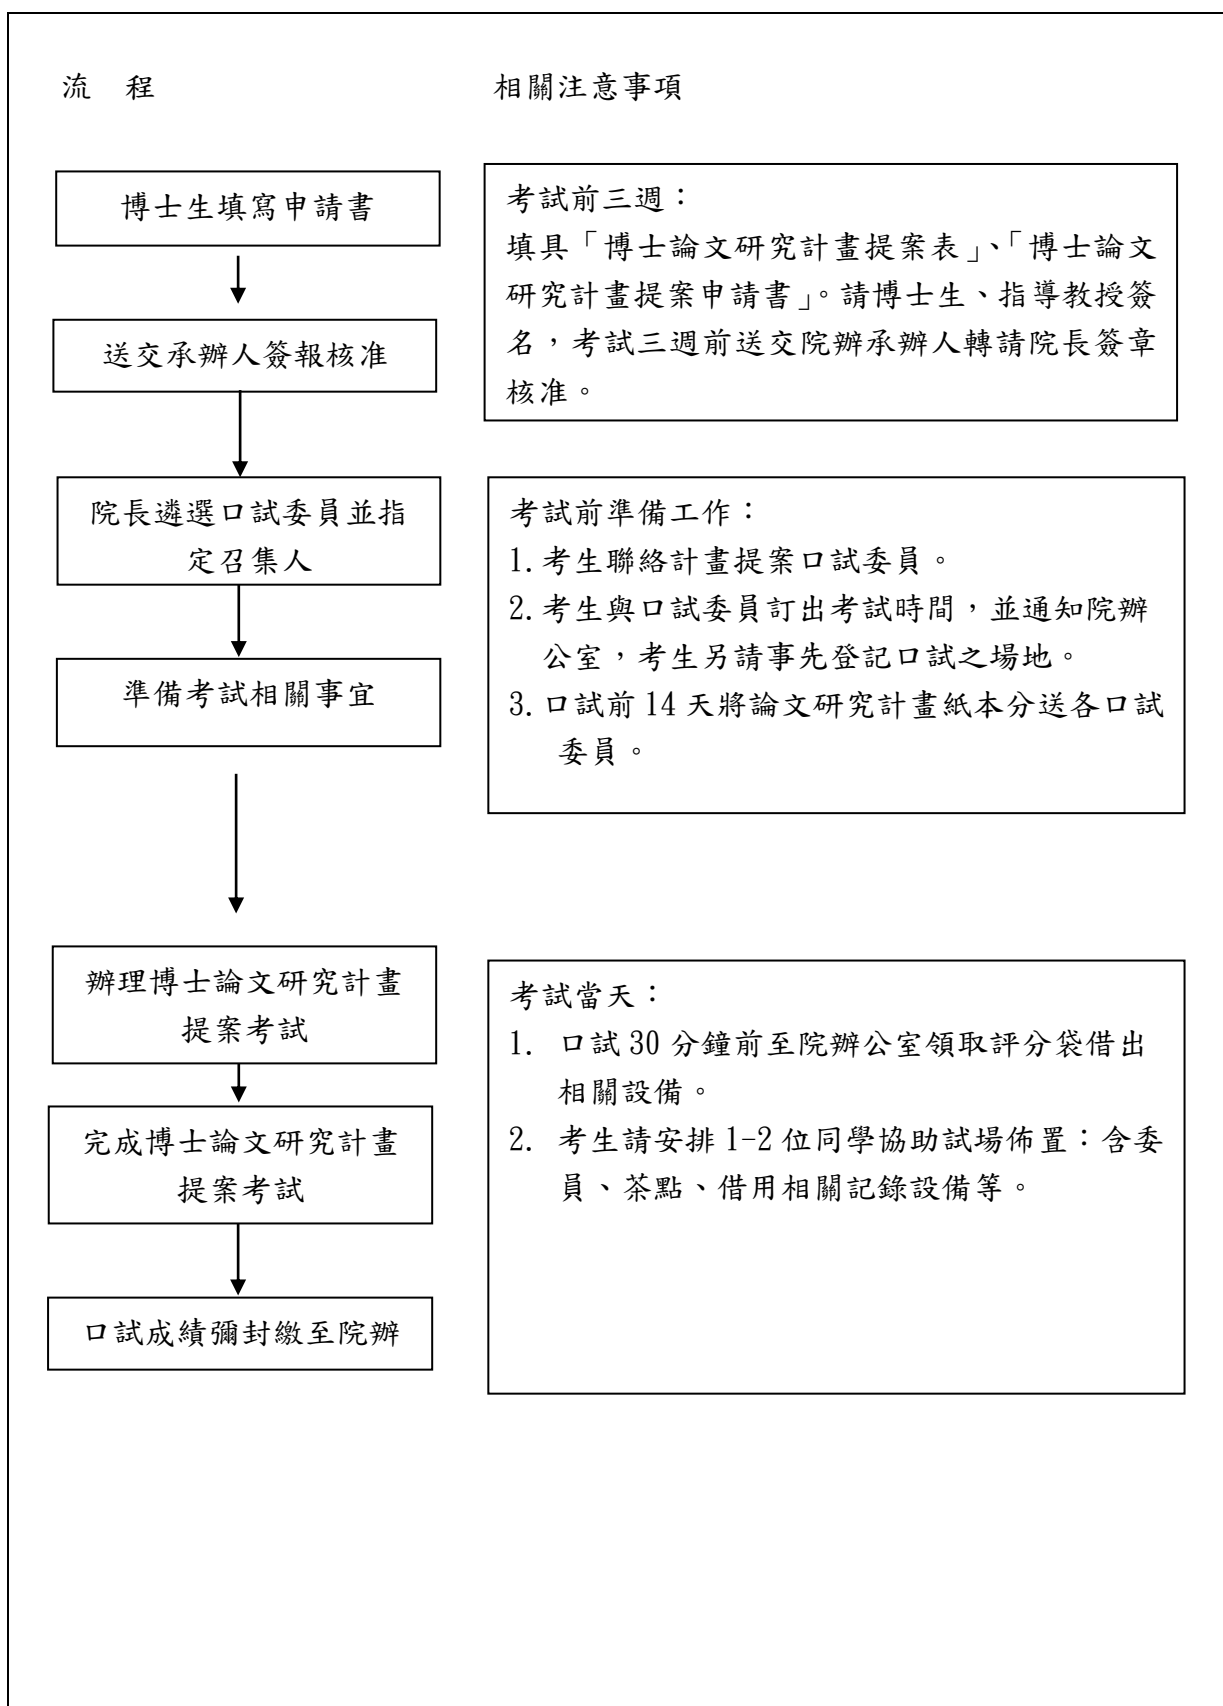 流　程
相關注意事項
博士生填寫申請書
考試前三週：
填具「博士論文研究計畫提案表」、「博士論文
研究計畫提案申請書」。請博士生、指導教授簽
名，考試三週前送交院辦承辦人轉請院長簽章
核准。
送交承辦人簽報核准
院長遴選口試委員並指
定召集人
考試前準備工作：
1.考生聯絡計畫提案口試委員。
2.考生與口試委員訂出考試時間，並通知院辦
公室，考生另請事先登記口試之場地。
3.口試前 14 天將論文研究計畫紙本分送各口試
委員。
準備考試相關事宜
辦理博士論文研究計畫
提案考試
考試當天：
1. 口試 30 分鐘前至院辦公室領取評分袋借出
相關設備。
2. 考生請安排 1-2 位同學協助試場佈置：含委
員、茶點、借用相關記錄設備等。
完成博士論文研究計畫
提案考試
口試成績彌封繳至院辦